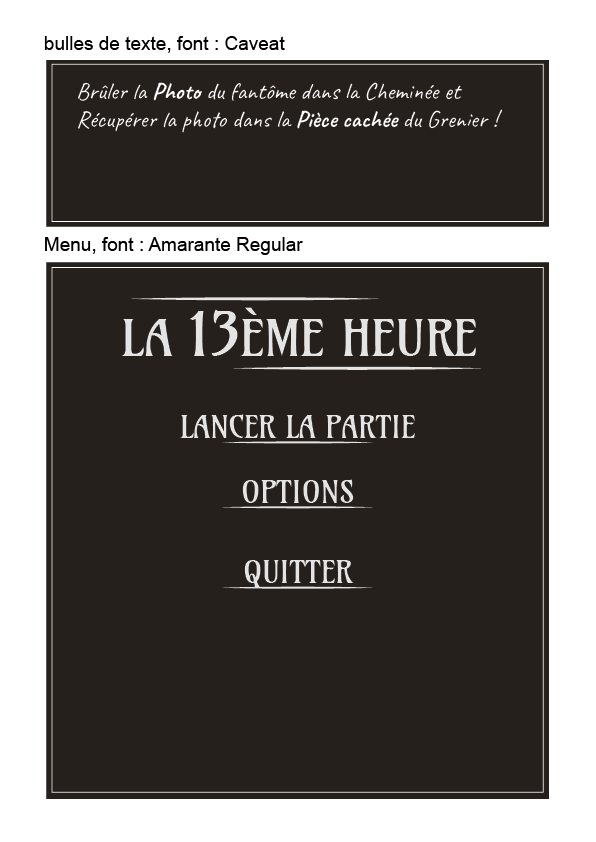 bulles de texte, font : Caveat
Brûler la Photo du fantôme dans la Cheminée et
Récupérer la photo dans la Pièce cachée du Grenier !
Menu, font : Amarante Regular
LA 13ÈME HEURE
LANCER LA PARTIE
OPTIONS
QUITTER